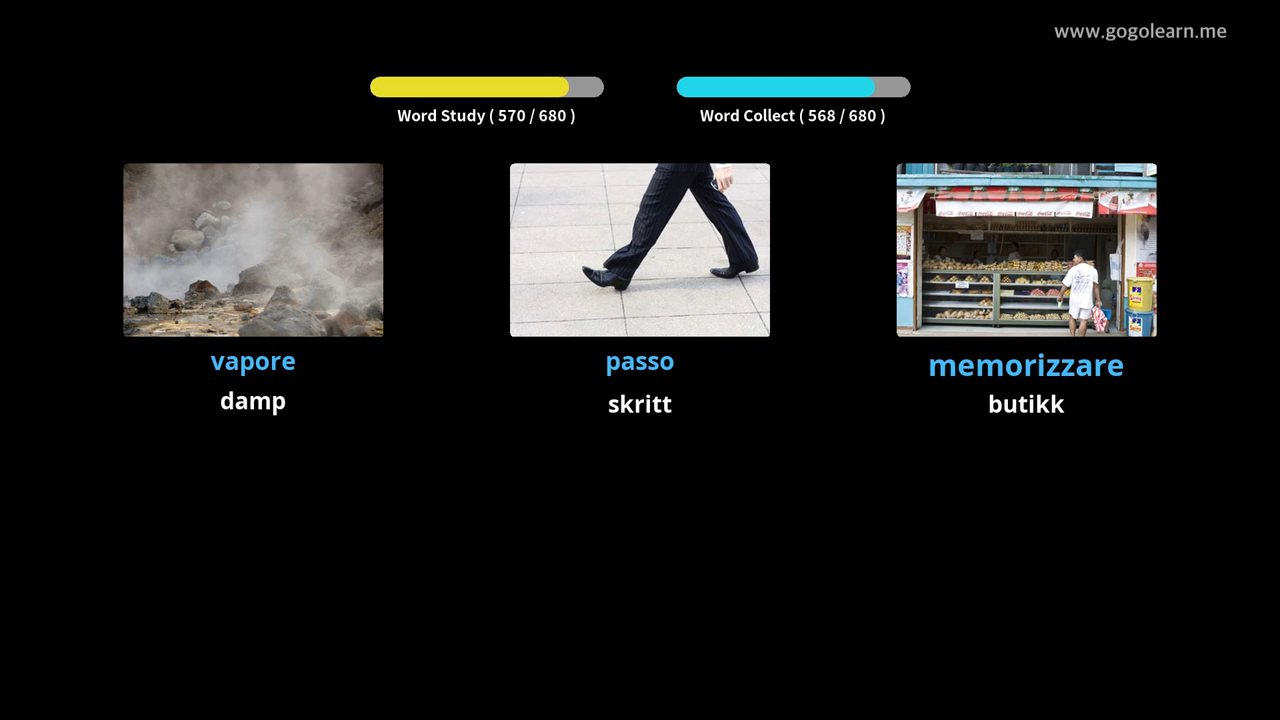 www.gogolearn.me
Word Study ( 570 / 680 )
Word Collect ( 568 / 680 )
vapore
damp
passo
skritt
memorizzare
butikk